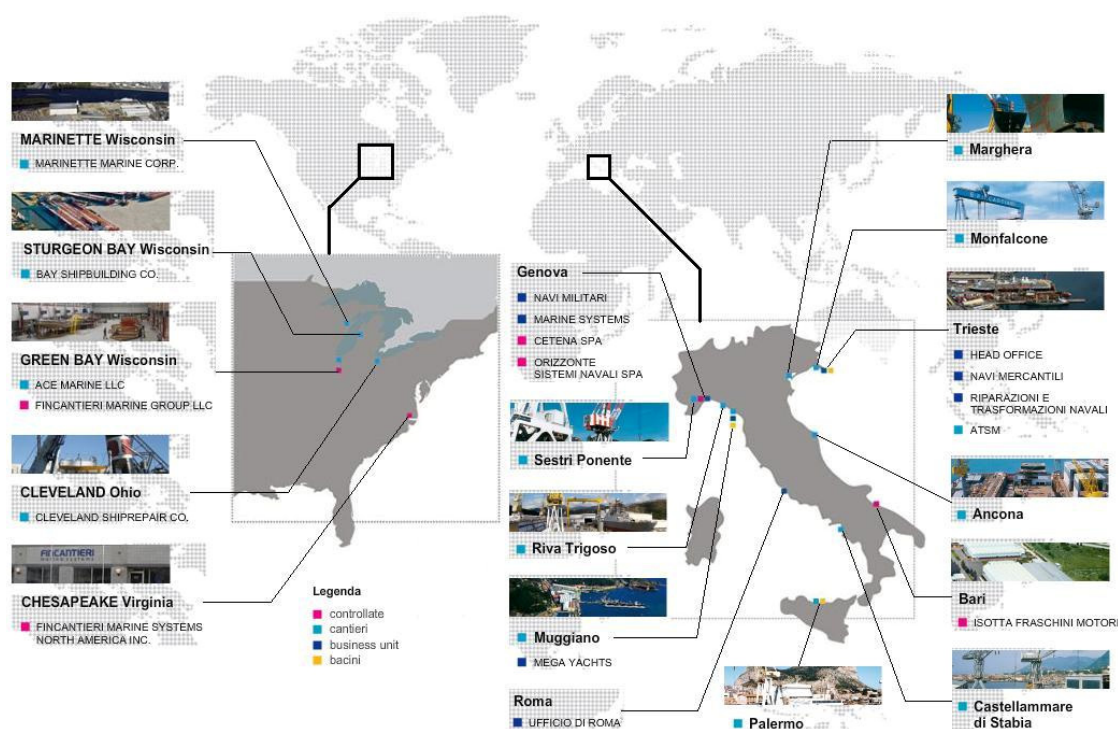 MARINETTE Wisconsin
MARINETTE MARINE CORP.
STURGEON BAY Wisconsin
BAY SHIPBUILDING CO.
GREEN BAY Wisconsin
ACE MARINE LLC
FINCANTIERI MARINE GROUP LLC
CLEVELAND Ohio
CLEVELAND SHIPREPAIR CO.
FINCANTIERI
marine systems
CHESAPEAKE Virginia
FINCANTIERI MARINE SYSTEMS
NORTH AMERICA INC.
Legenda
controllate
cantieri
business unit
bacini
Genova
NAVI MILITARI
MARINE SYSTEMS
CETENA SPA
ORIZZONTE
SISTEMI NAVALI SPA
Sestri Ponente
Riva Trigoso
Muggiano
MEGA YACHTS
Roma
UFFICIO DI ROMA
Palermo
Marghera
Monfalcone
Trieste
HEAD OFFICE
NAVI MERCANTILI
RIPARAZIONI E
TRASFORMAZIONI NAVALI
ATSM
Ancona
Bari
ISOTTA FRASCHINI MOTORI
Castellammare
di Stabia